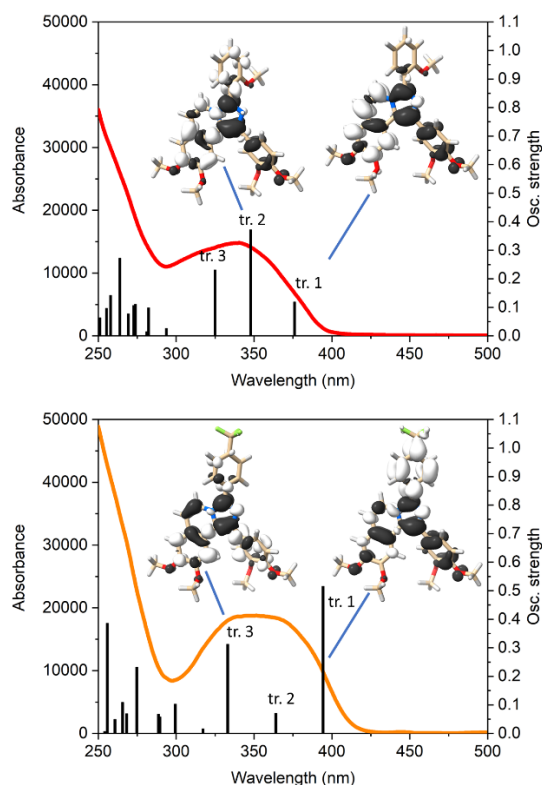 50000
40000
30000
20000
10000
0
Absorbance
1.1
1.0
0.9
0.8
0.7
0.6
0.5
0.4
0.3
0.2
0.1
0.0
Osc. strength
tr. 2
tr. 3
tr. 1
250 300 350 400 450 500
Wavelength (nm)
50000
40000
30000
20000
10000
0
Absorbance
1.1
1.0
0.9
0.8
0.7
0.6
0.5
0.4
0.3
0.2
0.1
0.0
Osc. strength
tr. 1
tr. 3
tr. 2
250 300 350 400 450 500
Wavelength (nm)